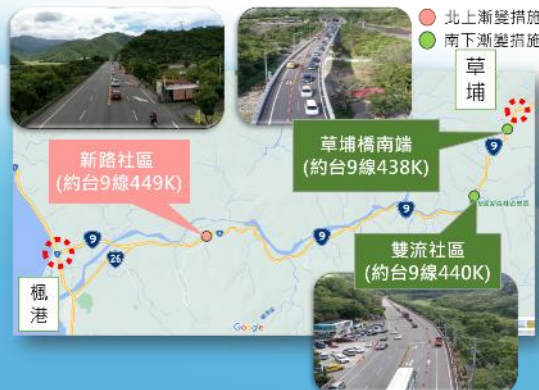 北上漸變措施
南下漸變措施
草埔
新路社區
(約台9線449K)
草埔橋南端
(約台9線438K)
9
9
26
9
9
雙流社區
(約台9線440K)
楓港
Google